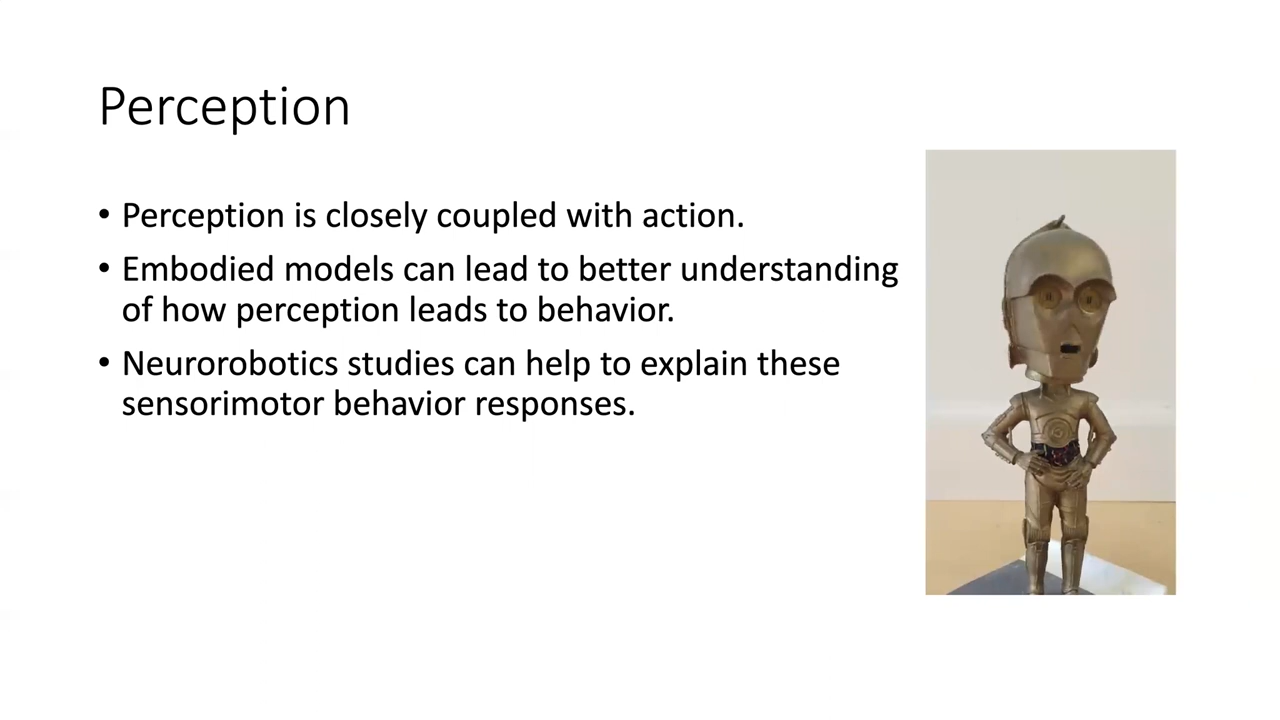 Perception
• Perception is closely coupled with action.
• Embodied models can lead to better understanding
of how perception leads to behavior.
• Neurorobotics studies can help to explain these
sensorimotor behavior responses.